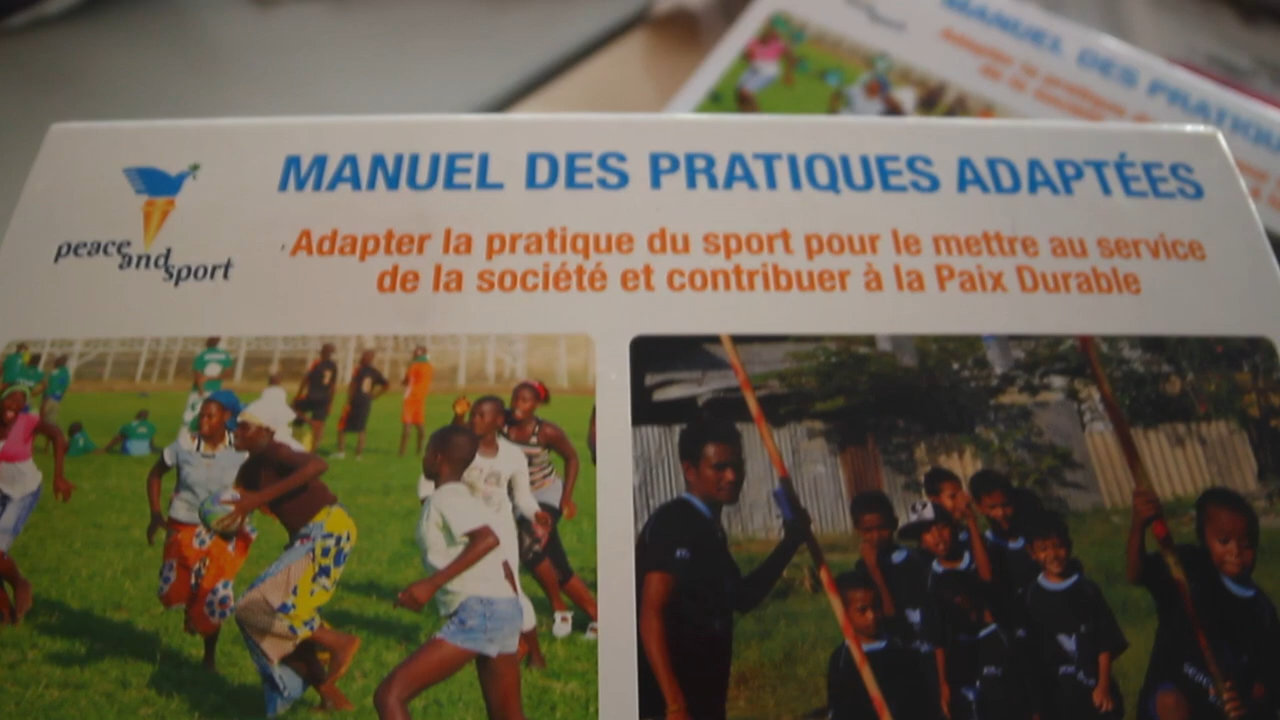 peace
and
sport
MANUEL DES PRATIQUES ADAPTÉES
Adapter la pratique du sport pour le mettre au service
de la société et contribuer à la Paix Durable
MANUEL DES PRATIQU